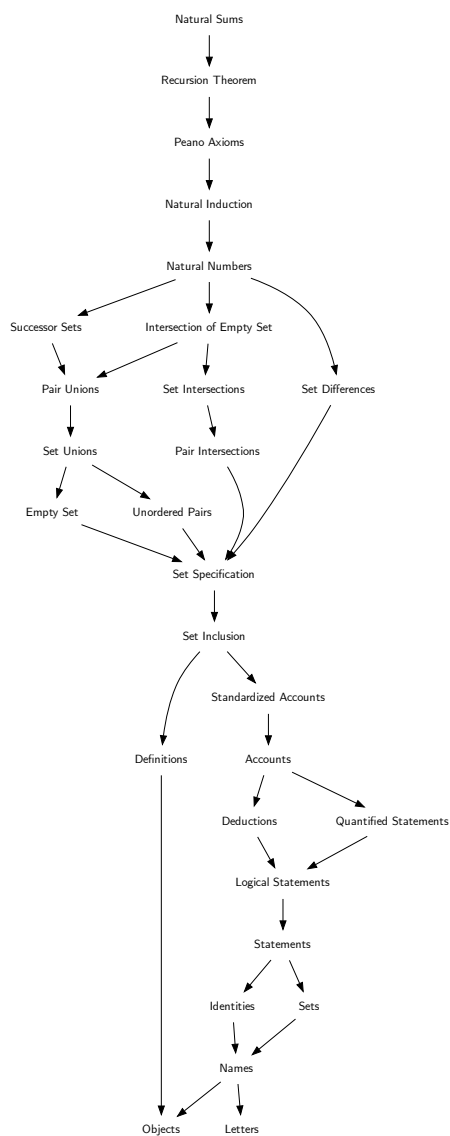 Natural Sums
Recursion Theorem
Peano Axioms
Natural Induction
Natural Numbers
Successor Sets
Intersection of Empty Set
Pair Unions
Set Intersections
Set Differences
Set Unions
Pair Intersections
Empty Set
Unordered Pairs
Set Specification
Set Inclusion
Standardized Accounts
Definitions
Accounts
Deductions
Quantified Statements
Logical Statements
Statements
Identities
Sets
Names
Objects
Letters